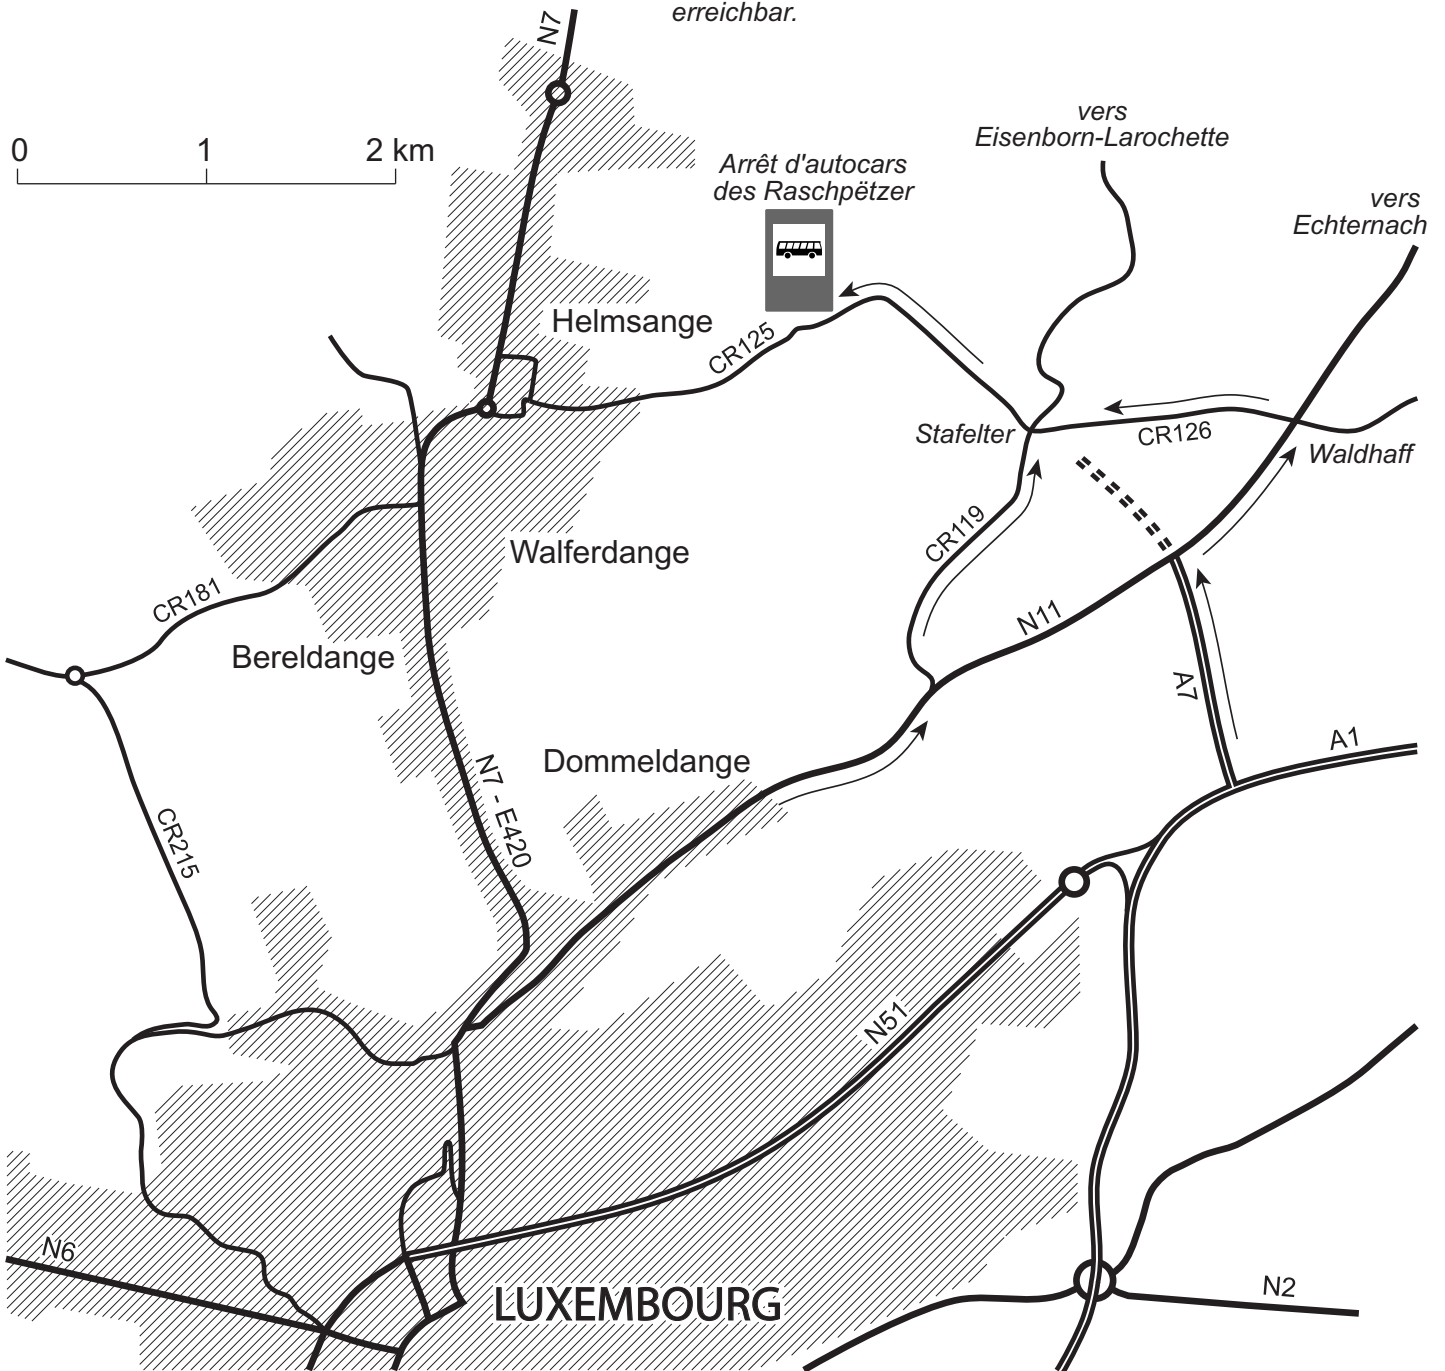 erreichbar.
N7
0 1 2 km
vers
Eisenborn-Larochette
Arrêt d'autocars
des Raschpëtzer
vers
Echternach
Helmsange
CR125
Stafelter
CR126
Waldhaff
CR119
Walferdange
CR181
N11
Bereldange
A7
A1
Dommeldange
N7 - E420
CR215
N51
N6
LUXEMBOURG
N2